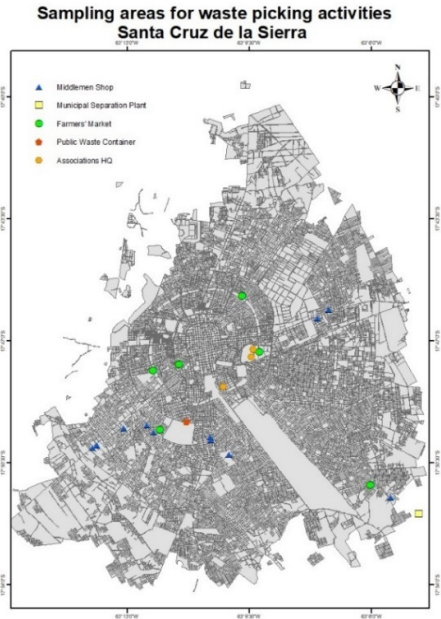 Sampling areas for waste picking activities
Santa Cruz de la Sierra
N
W E
S
Middlemen Shop
Municipal Separation Plant
Farmers' Market
Public Waste Container
Associations HQ